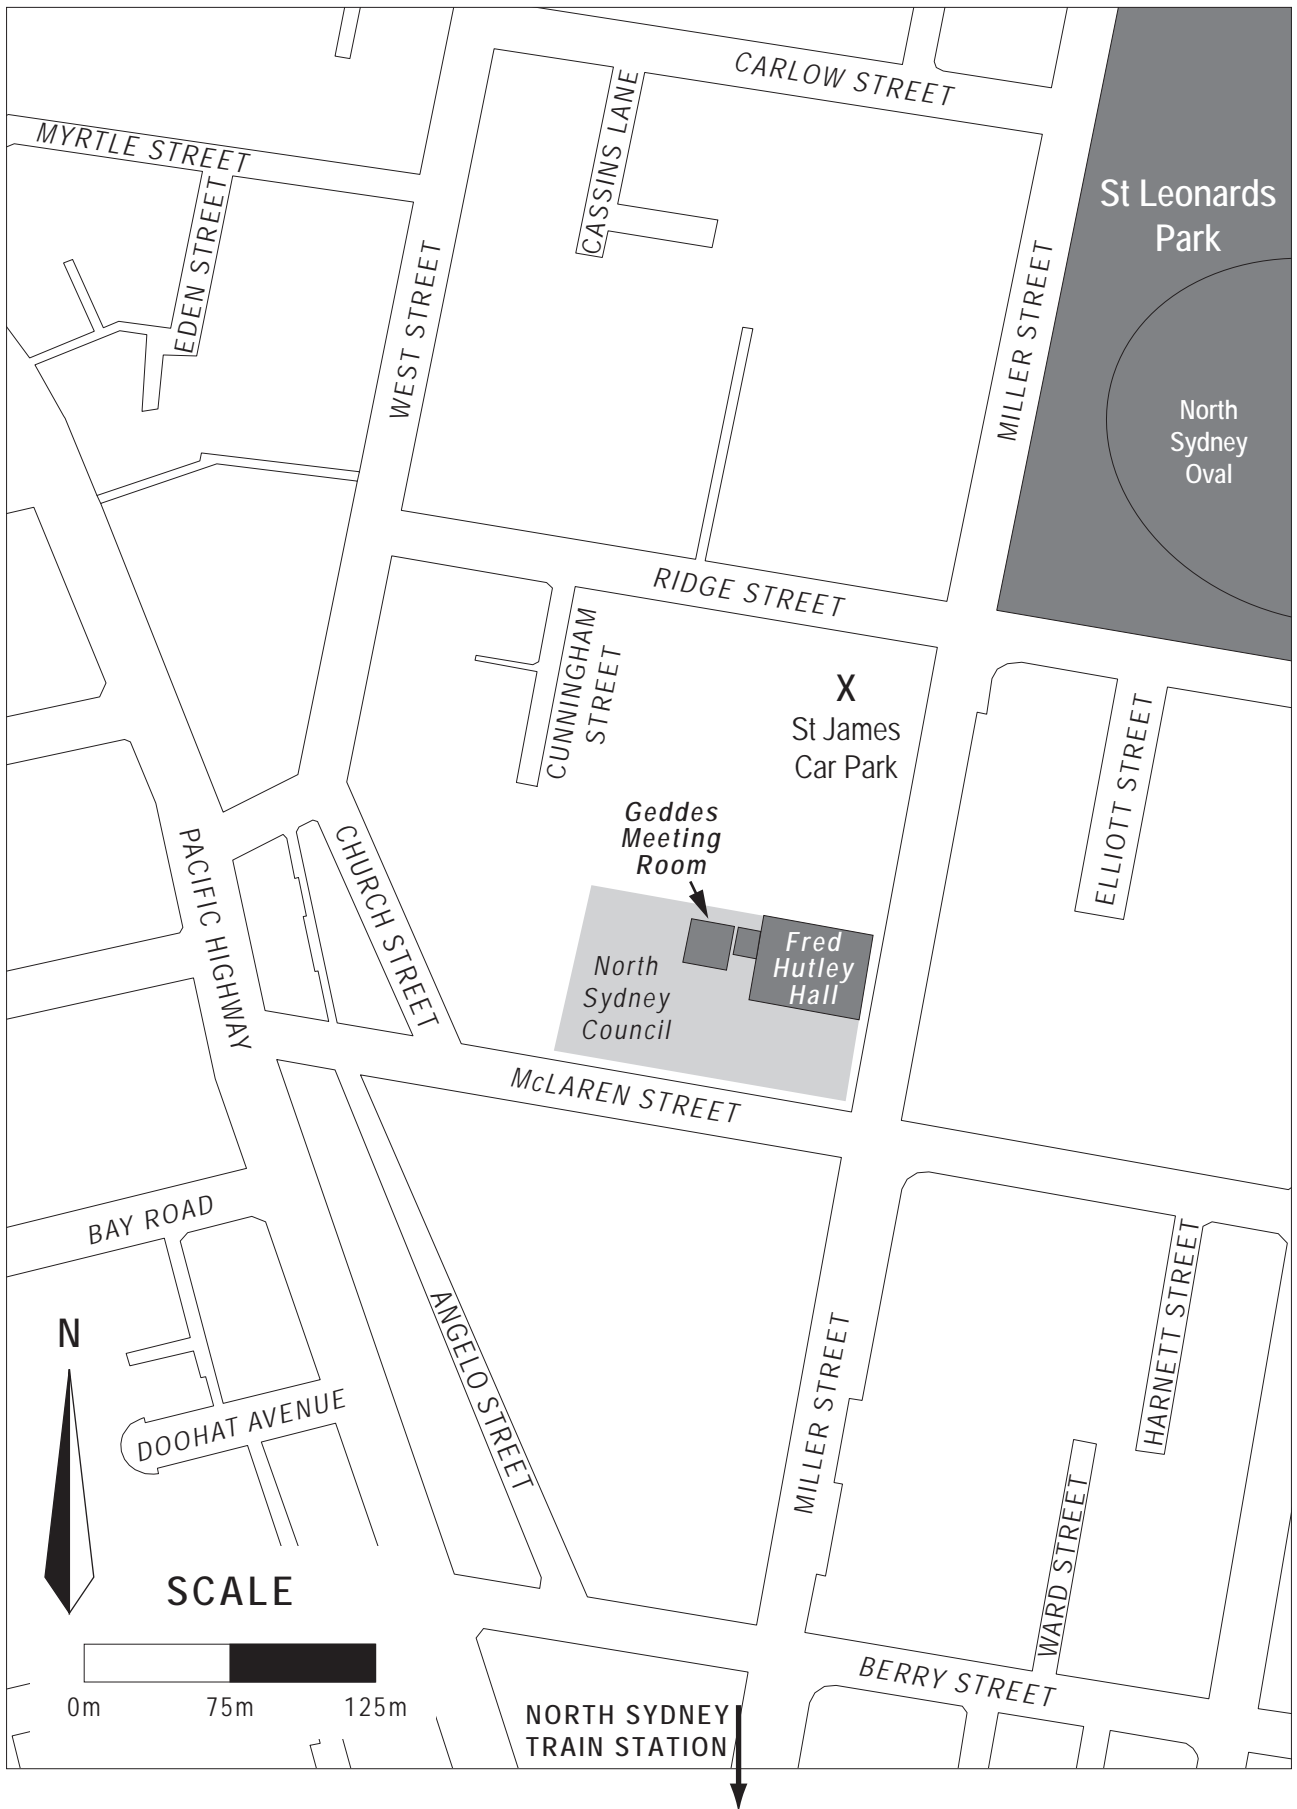 CARLOW STREET
MYRTLE STREET
CASSINS LANE
EDEN STREET
St Leonards
Park
WEST STREET
MILLER STREET
North
Sydney
Oval
RIDGE STREET
CUNNINGHAM
STREET
X
St James
Car Park
ELLIOTT STREET
Geddes
Meeting
Room
PACIFIC HIGHWAY
CHURCH STREET
Fred
Hutley
Hall
North
Sydney
Council
McLAREN STREET
BAY ROAD
HARNETT STREET
N
ANGELO STREET
MILLER STREET
DOOHAT AVENUE
WARD STREET
SCALE
0m 75m 125m
BERRY STREET
NORTH SYDNEY
TRAIN STATION